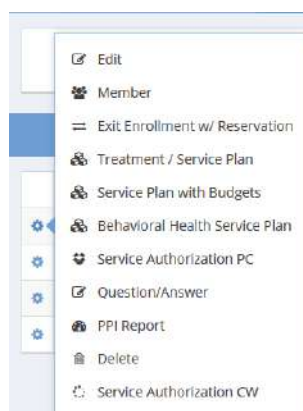 Edit
Member
Exit Enrollment w/ Reservation
Treatment / Service Plan
Service Plan with Budgets
Behavioral Health Service Plan
Service Authorization PC
Question/Answer
PPI Report
Delete
Service Authorization CW